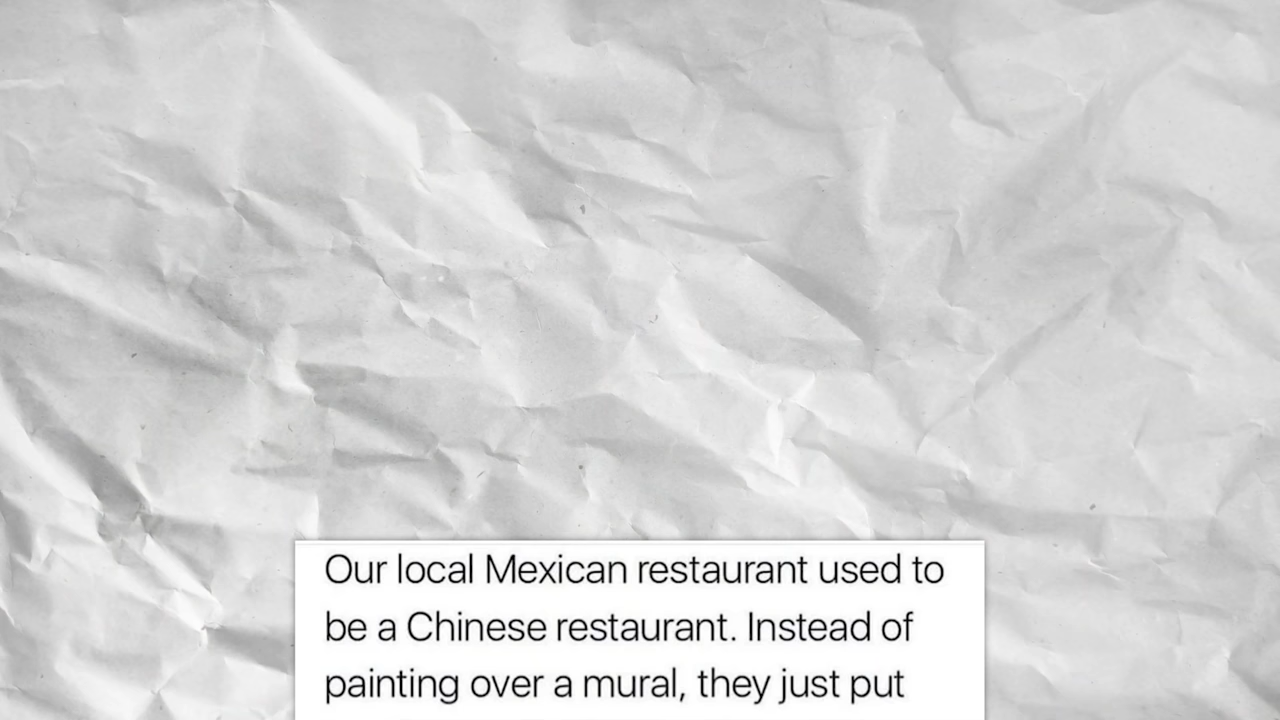 Our local Mexican restaurant used to
be a Chinese restaurant. Instead of
painting over a mural, they just put